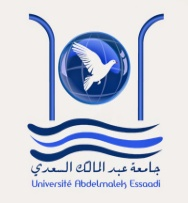 جامعة عبد المالك السعدي
Université Abdelmalek Essaadi